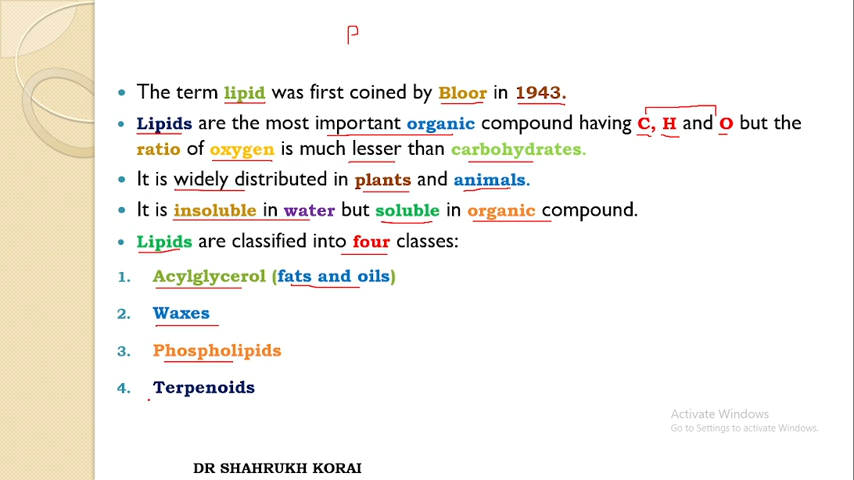 P
• The term lipid was first coined by Bloor in 1943.
• Lipids are the most important organic compound having C, H and O but the
ratio of oxygen is much lesser than carbohydrates.
• It is widely distributed in plants and animals.
• It is insoluble in water but soluble in organic compound.
• Lipids are classified into four classes:
1. Acylglycerol (fats and oils)
2. Waxes
3. Phospholipids
4. Terpenoids
Activate Windows
Go to Settings to activate Windows.
DR SHAHRUKH KORAI